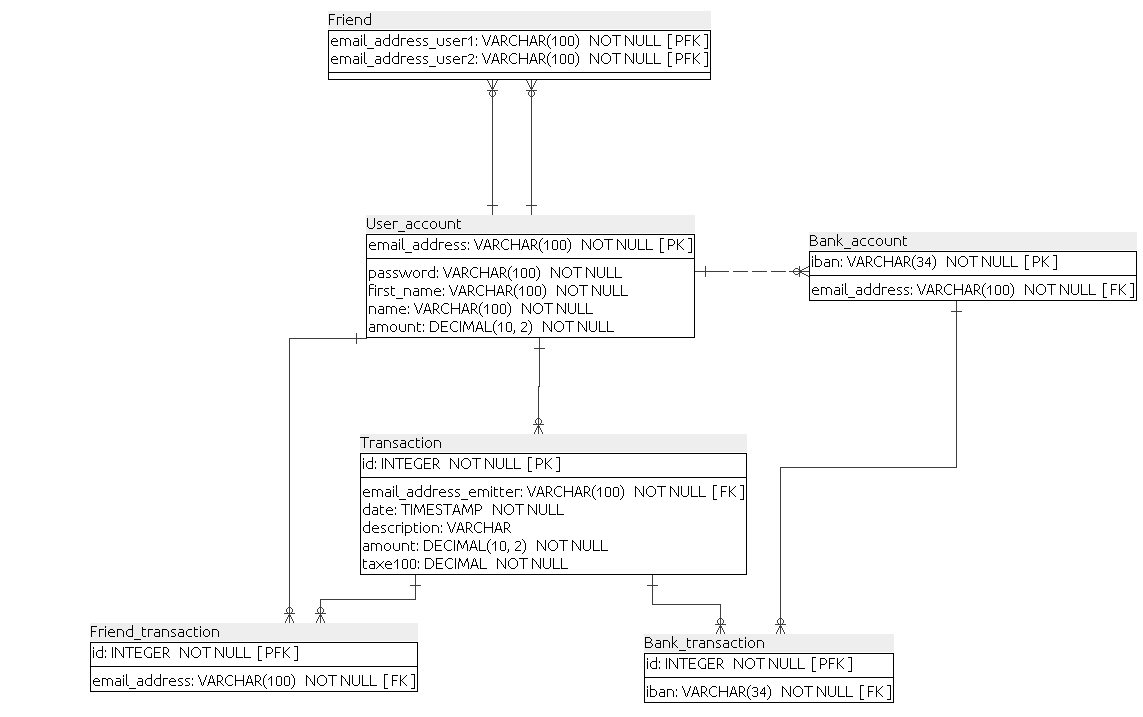 Friend
email_address_user1: VARCHAR(100) NOT NULL [PFK]
email_address_user2: VARCHAR(100) NOT NULL [PFK]
User_account
email_address: VARCHAR(100) NOT NULL [PK]
password: VARCHAR(100) NOT NULL
first_name: VARCHAR(100) NOT NULL
name: VARCHAR(100) NOT NULL
amount: DECIMAL(10, 2) NOT NULL
Bank_account
iban: VARCHAR(34) NOT NULL [PK]
email_address: VARCHAR(100) NOT NULL [FK]
Transaction
id: INTEGER NOT NULL [PK]
email_address_emitter: VARCHAR(100) NOT NULL [FK]
date: TIMESTAMP NOT NULL
description: VARCHAR
amount: DECIMAL(10, 2) NOT NULL
taxe100: DECIMAL NOT NULL
Friend_transaction
id: INTEGER NOT NULL [PFK]
email_address: VARCHAR(100) NOT NULL [FK]
Bank_transaction
id: INTEGER NOT NULL [PFK]
iban: VARCHAR(34) NOT NULL [FK]